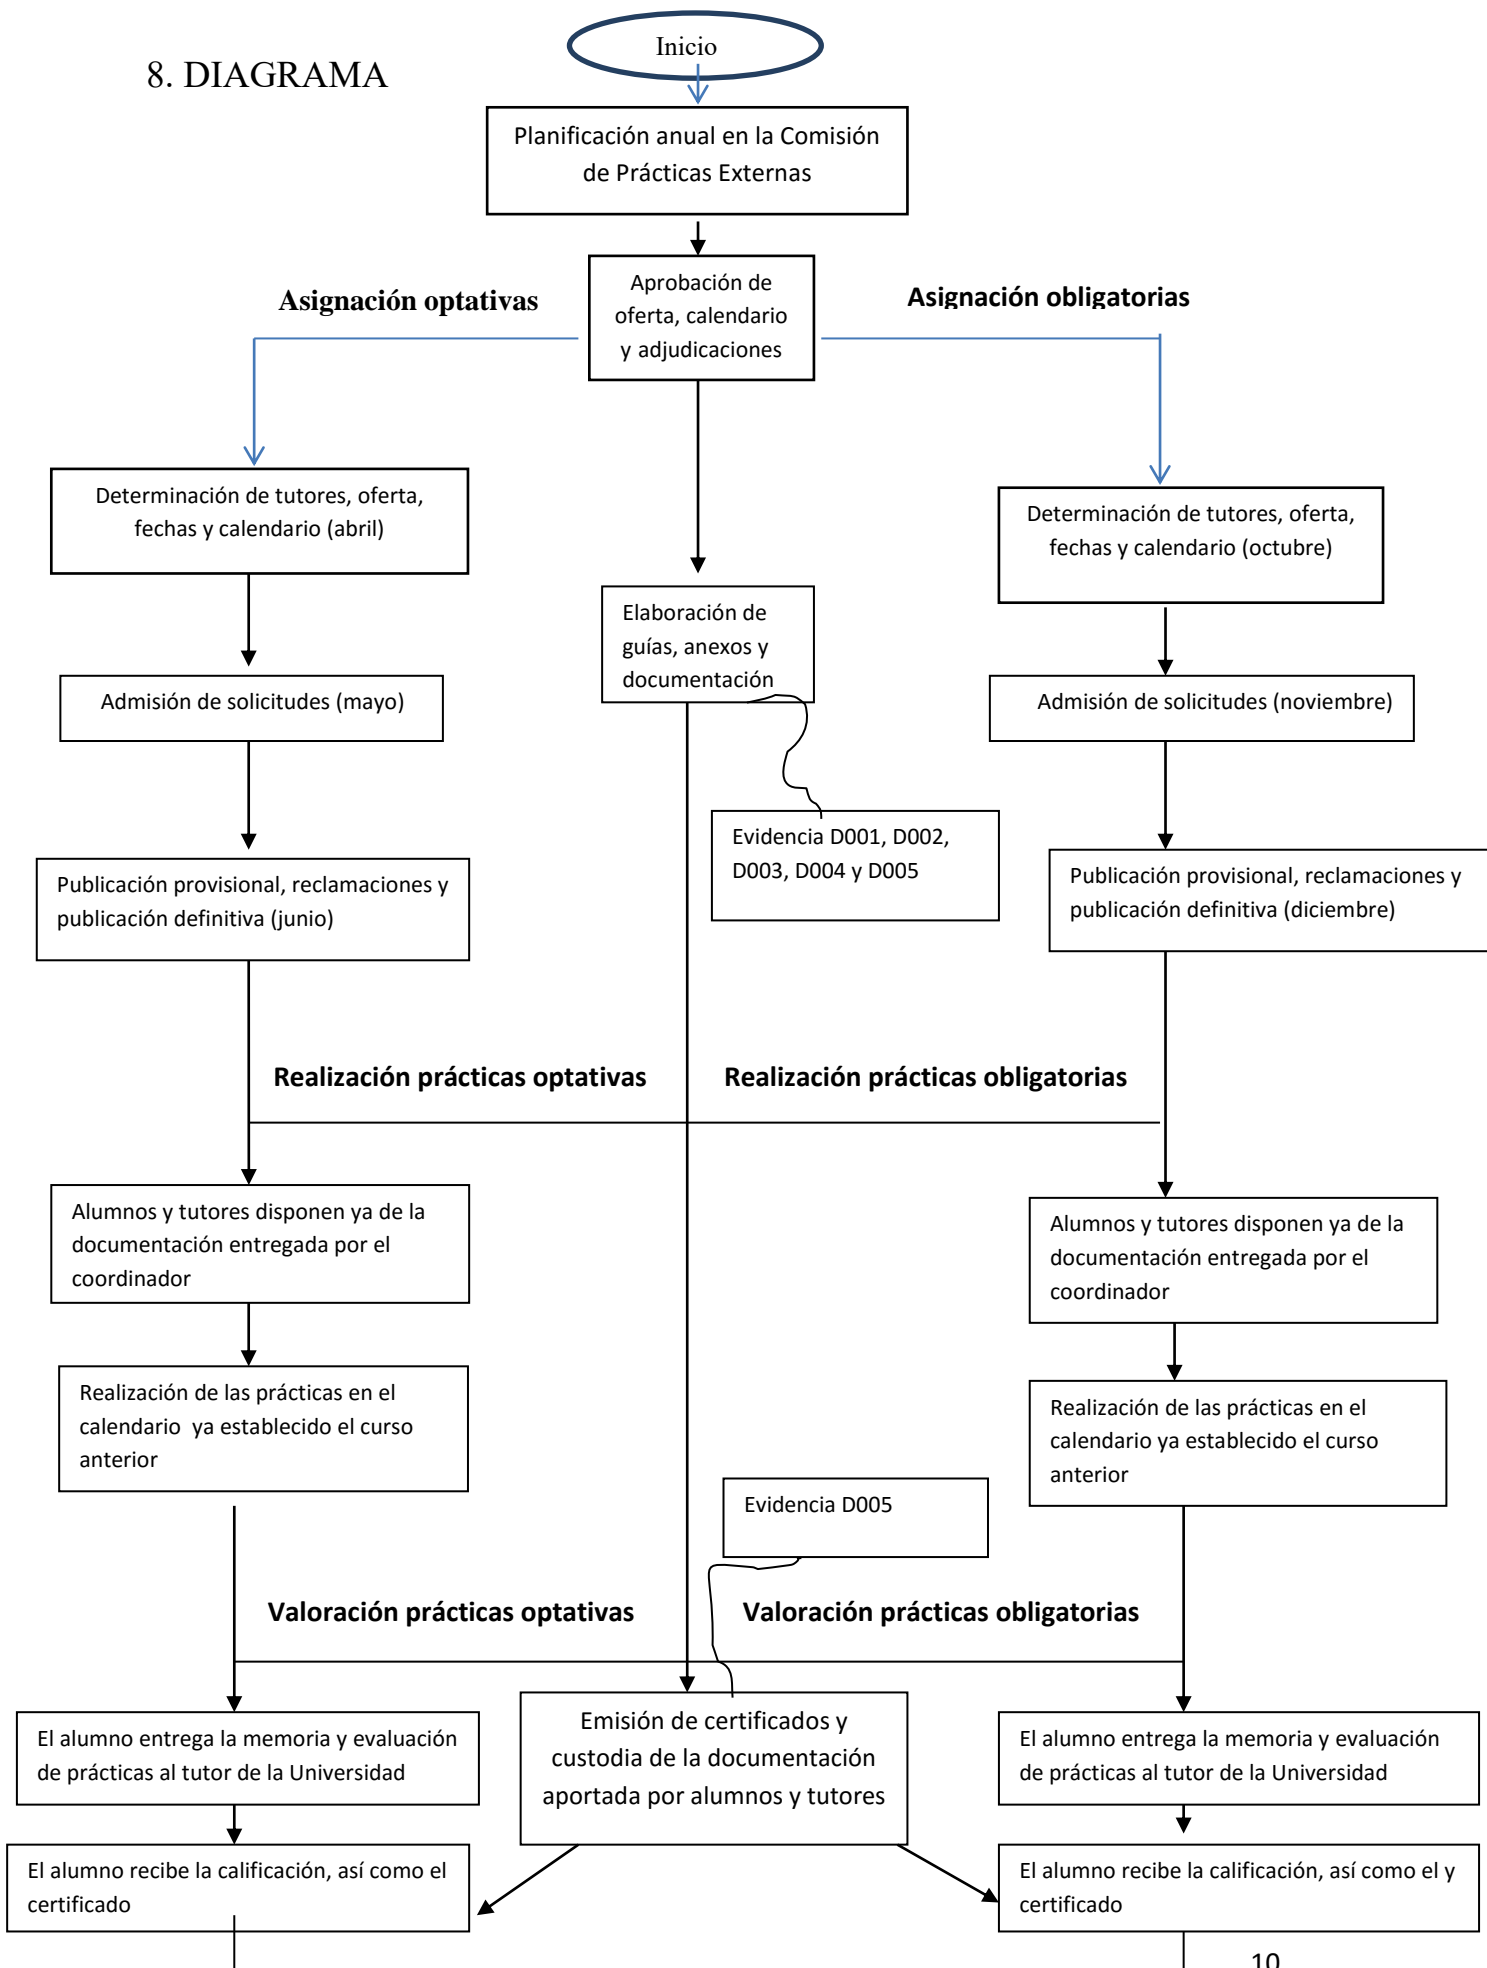 Inicio
8. DIAGRAMA
Planificación anual en la Comisión
de Prácticas Externas
Asignación optativas
Aprobación de
oferta, calendario
y adjudicaciones
Asignación obligatorias
Determinación de tutores, oferta,
fechas y calendario (abril)
Determinación de tutores, oferta,
fechas y calendario (octubre)
Elaboración de
guías, anexos y
documentación
Admisión de solicitudes (mayo)
Admisión de solicitudes (noviembre)
Evidencia D001, D002,
D003, D004 y D005
Publicación provisional, reclamaciones y
publicación definitiva (junio)
Publicación provisional, reclamaciones y
publicación definitiva (diciembre)
Realización prácticas optativas
Realización prácticas obligatorias
Alumnos y tutores disponen ya de la
documentación entregada por el
coordinador
Alumnos y tutores disponen ya de la
documentación entregada por el
coordinador
Realización de las prácticas en el
calendario ya establecido el curso
anterior
Realización de las prácticas en el
calendario ya establecido el curso
anterior
Evidencia D005
Valoración prácticas optativas
Valoración prácticas obligatorias
El alumno entrega la memoria y evaluación
de prácticas al tutor de la Universidad
Emisión de certificados y
custodia de la documentación
aportada por alumnos y tutores
El alumno entrega la memoria y evaluación
de prácticas al tutor de la Universidad
El alumno recibe la calificación, así como el
certificado
El alumno recibe la calificación, así como el y
certificado
10